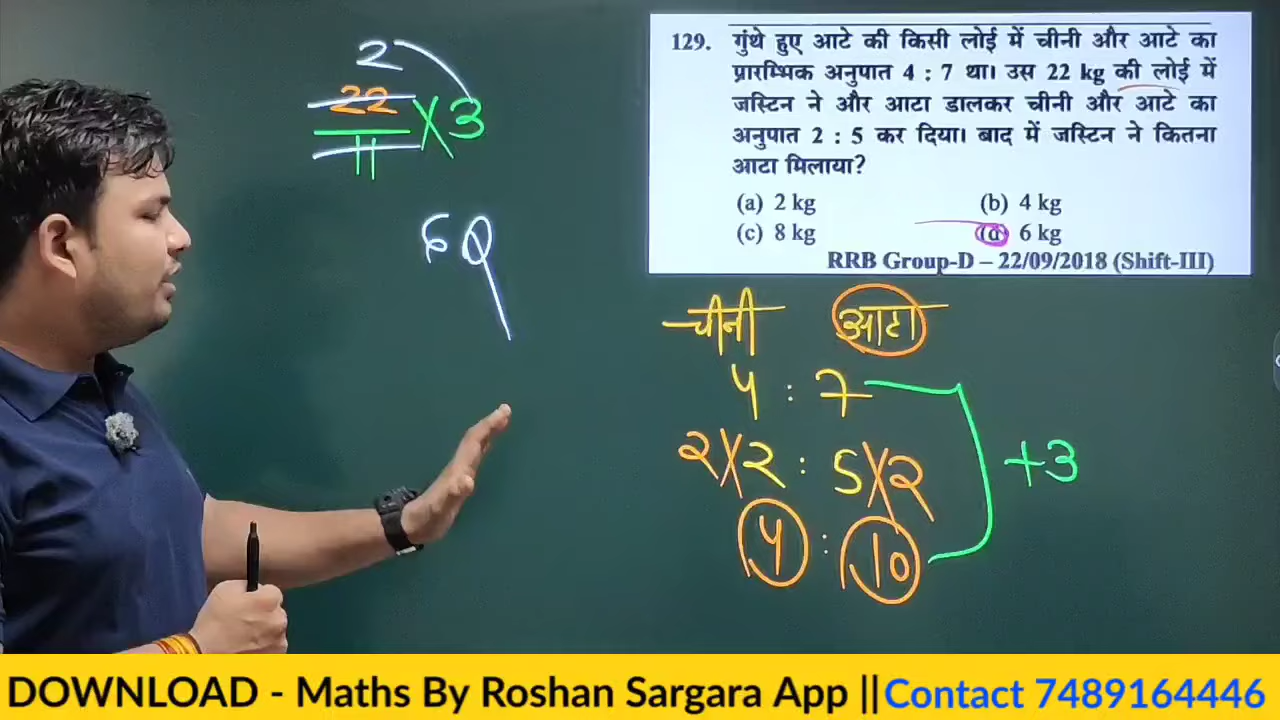 2
22 X 3
11
6
129. गुंथे हुए आटे की किसी लोई में चीनी और आटे का
प्रारम्भिक अनुपात 4 : 7 था। उस 22 kg की लोई में
जस्टिन ने और आटा डालकर चीनी और आटे का
अनुपात 2 : 5 कर दिया। बाद में जस्टिन ने कितना
आटा मिलाया?
(a) 2 kg (b) 4 kg
(c) 8 kg (d) 6 kg
RRB Group-D – 22/09/2018 (Shift-III)
चीनी आटा
4 : 7
2X2 : 5X2
4 : 10
+3
DOWNLOAD - Maths By Roshan Sargara App || Contact 7489164446